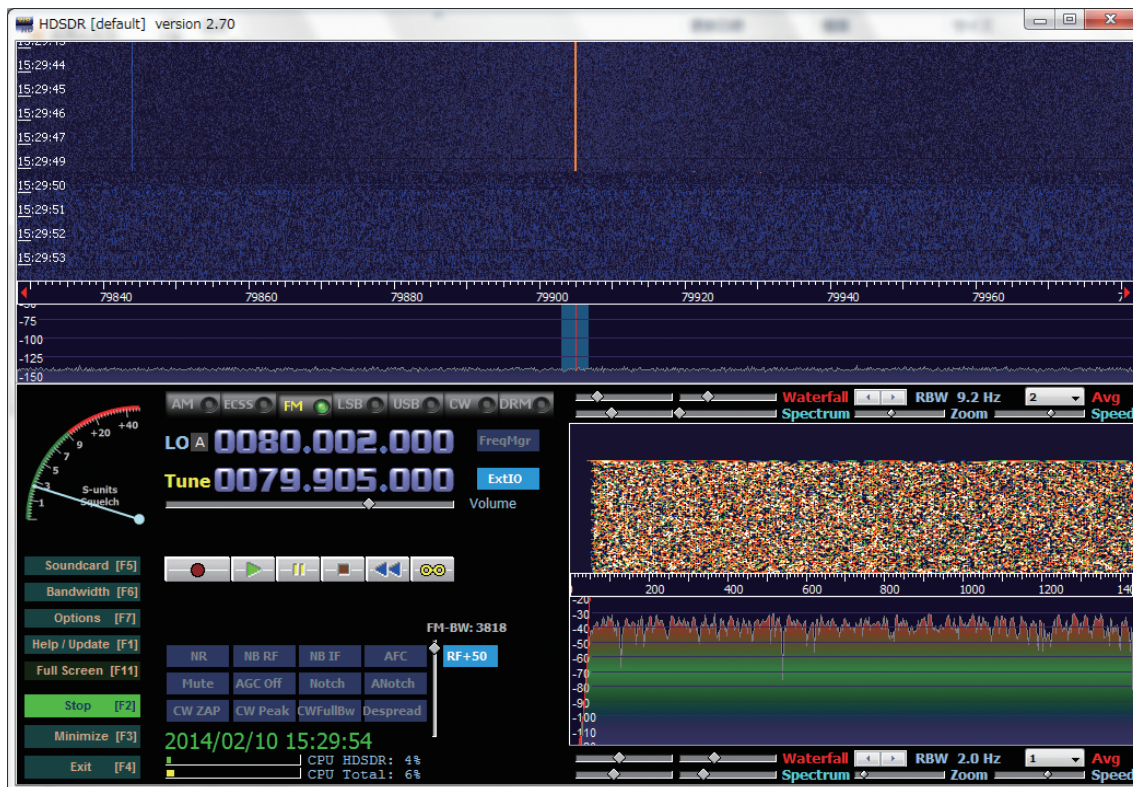 HDSDR [default] version 2.70
15:29:43
15:29:44
15:29:45
15:29:46
15:29:47
15:29:49
15:29:50
15:29:51
15:29:52
15:29:53
79840 79860 79880 79900 79920 79940 79960
-50
-75
-100
-125
-150
AM ECSS FM LSB USB CW DRM
LO A 0080.002.000 FreqMgr
Tune 0079.905.000 ExtIO
Volume
+40
+20
9
7
5
3
1
S-units
Squelch
Waterfall RBW 9.2 Hz 2 Avg
Spectrum Zoom Speed
Soundcard [F5]
Bandwidth [F6]
Options [F7]
Help / Update [F1]
Full Screen [F11]
Stop [F2]
Minimize [F3]
Exit [F4]
FM-BW: 3818
NR NB RF NB IF AFC RF+50
Mute AGC Off Notch ANotch
CW ZAP CW Peak CWFullBw Despread
2014/02/10 15:29:54
CPU HDSDR: 4%
CPU Total: 6%
200 400 600 800 1000 1200
-20
-30
-40
-50
-60
-70
-80
-90
-100
-110
Waterfall RBW 2.0 Hz 1 Avg
Spectrum Zoom Speed